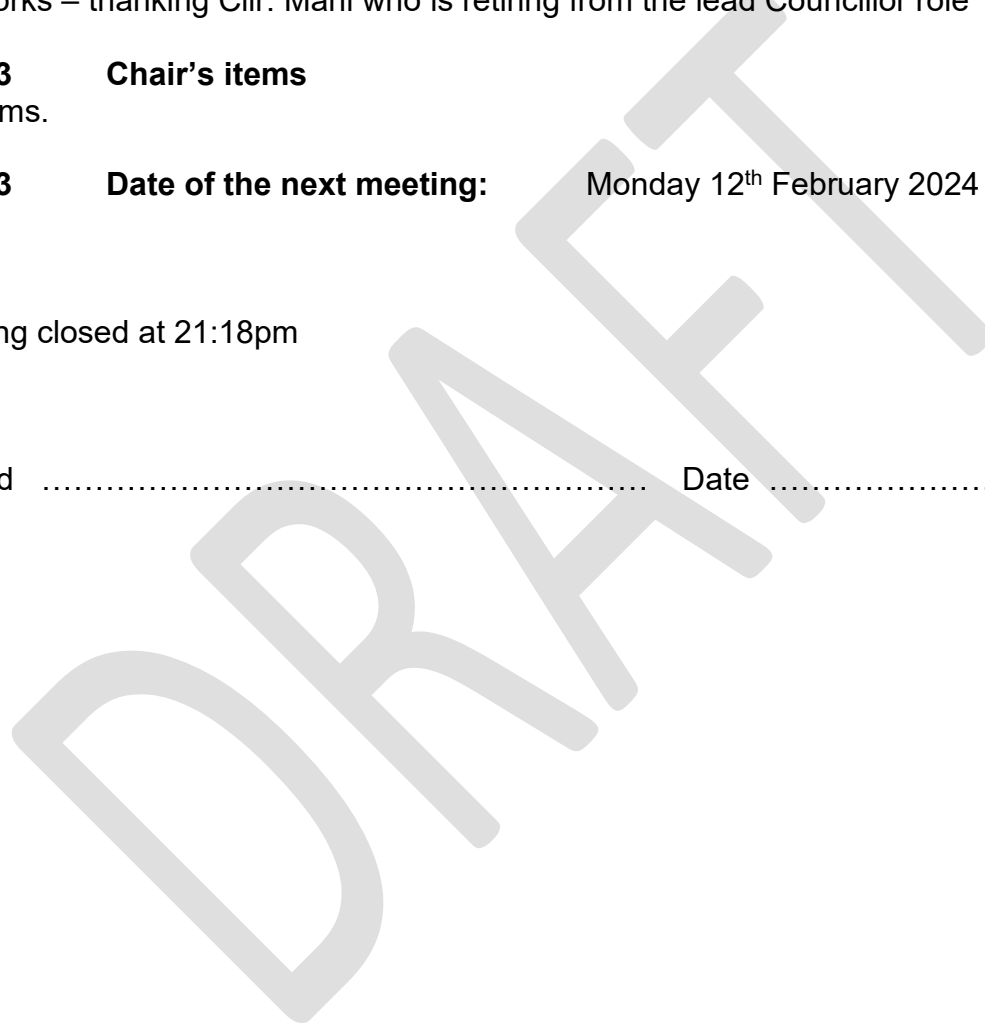 orks – thanking Cllr. Mahi who is retiring from the lead Councillor role
3 Chair’s items
ms.
3 Date of the next meeting: Monday 12th February 2024
ng closed at 21:18pm
d ………………………………………………… Date …………………
DRAFT